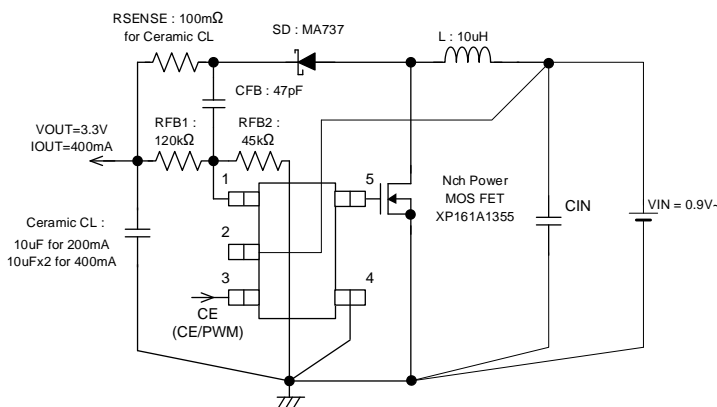 RSENSE : 100mΩ
for Ceramic CL
SD : MA737
L : 10uH
CFB : 47pF
VOUT=3.3V
IOUT=400mA
RFB1 :
120kΩ
RFB2 :
45kΩ
1
5
Nch Power
MOS FET
XP161A1355
CIN
VIN = 0.9V~
Ceramic CL :
10uF for 200mA
10uFx2 for 400mA
2
3
4
CE
(CE/PWM)